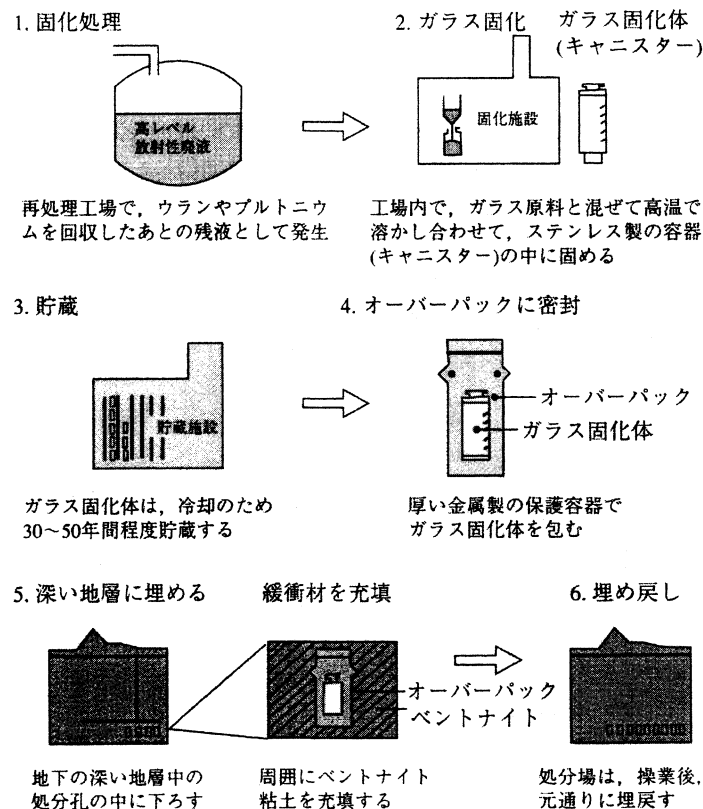 1. 固化処理
高レベル
放射性廃液
再処理工場で，ウランやプルトニウ
ムを回収したあとの残液として発生
2. ガラス固化
ガラス固化体
(キャニスター)
固化施設
工場内で，ガラス原料と混ぜて高温で
溶かし合わせて，ステンレス製の容器
(キャニスター)の中に固める
3. 貯蔵
貯蔵施設
ガラス固化体は，冷却のため
30～50年間程度貯蔵する
4. オーバーパックに密封
オーバーパック
ガラス固化体
厚い金属製の保護容器で
ガラス固化体を包む
5. 深い地層に埋める
地下の深い地層中の
処分孔の中に下ろす
緩衝材を充填
オーバーパック
ベントナイト
周囲にベントナイト
粘土を充填する
6. 埋め戻し
処分場は，操業後，
元通りに埋戻す